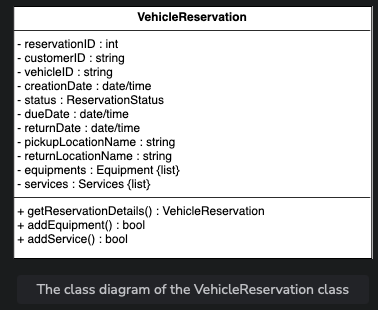 VehicleReservation
- reservationID : int
- customerID : string
- vehicleID : string
- creationDate : date/time
- status : ReservationStatus
- dueDate : date/time
- returnDate : date/time
- pickupLocationName : string
- returnLocationName : string
- equipments : Equipment {list}
- services : Services {list}
+ getReservationDetails() : VehicleReservation
+ addEquipment() : bool
+ addService() : bool
The class diagram of the VehicleReservation class